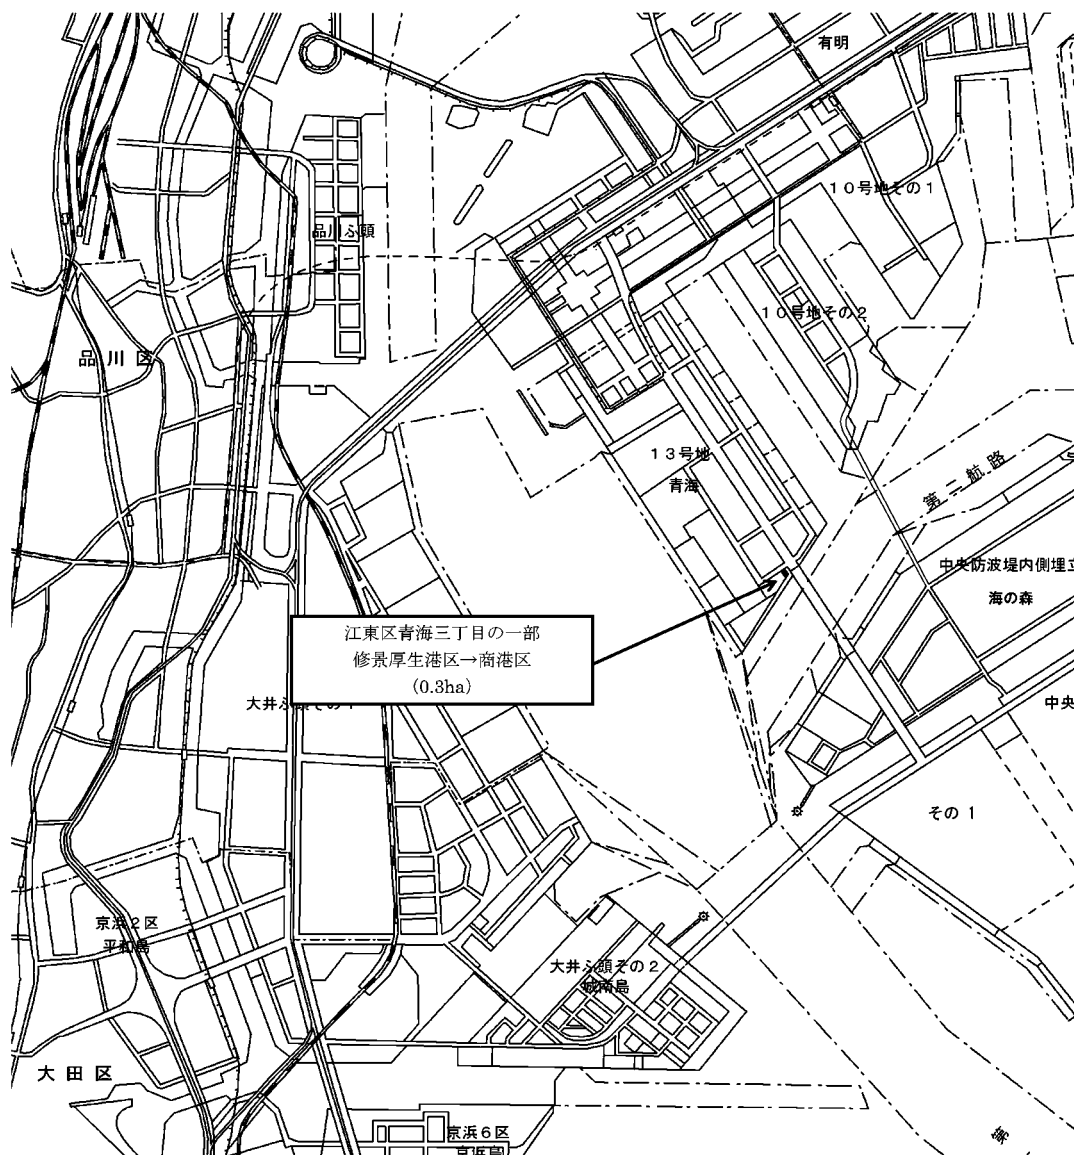 有明
１０号地その１
品川ふ頭
１０号地その２
品川区
１３号地
青海
第二航路
中央防波堤内側埋立
海の森
江東区青海三丁目の一部
修景厚生港区→商港区
(0.3ha)
大井ふ頭その１
中央
その１
京浜２区
平和島
大井ふ頭その２
城南島
大田区
京浜６区
京浜島
第